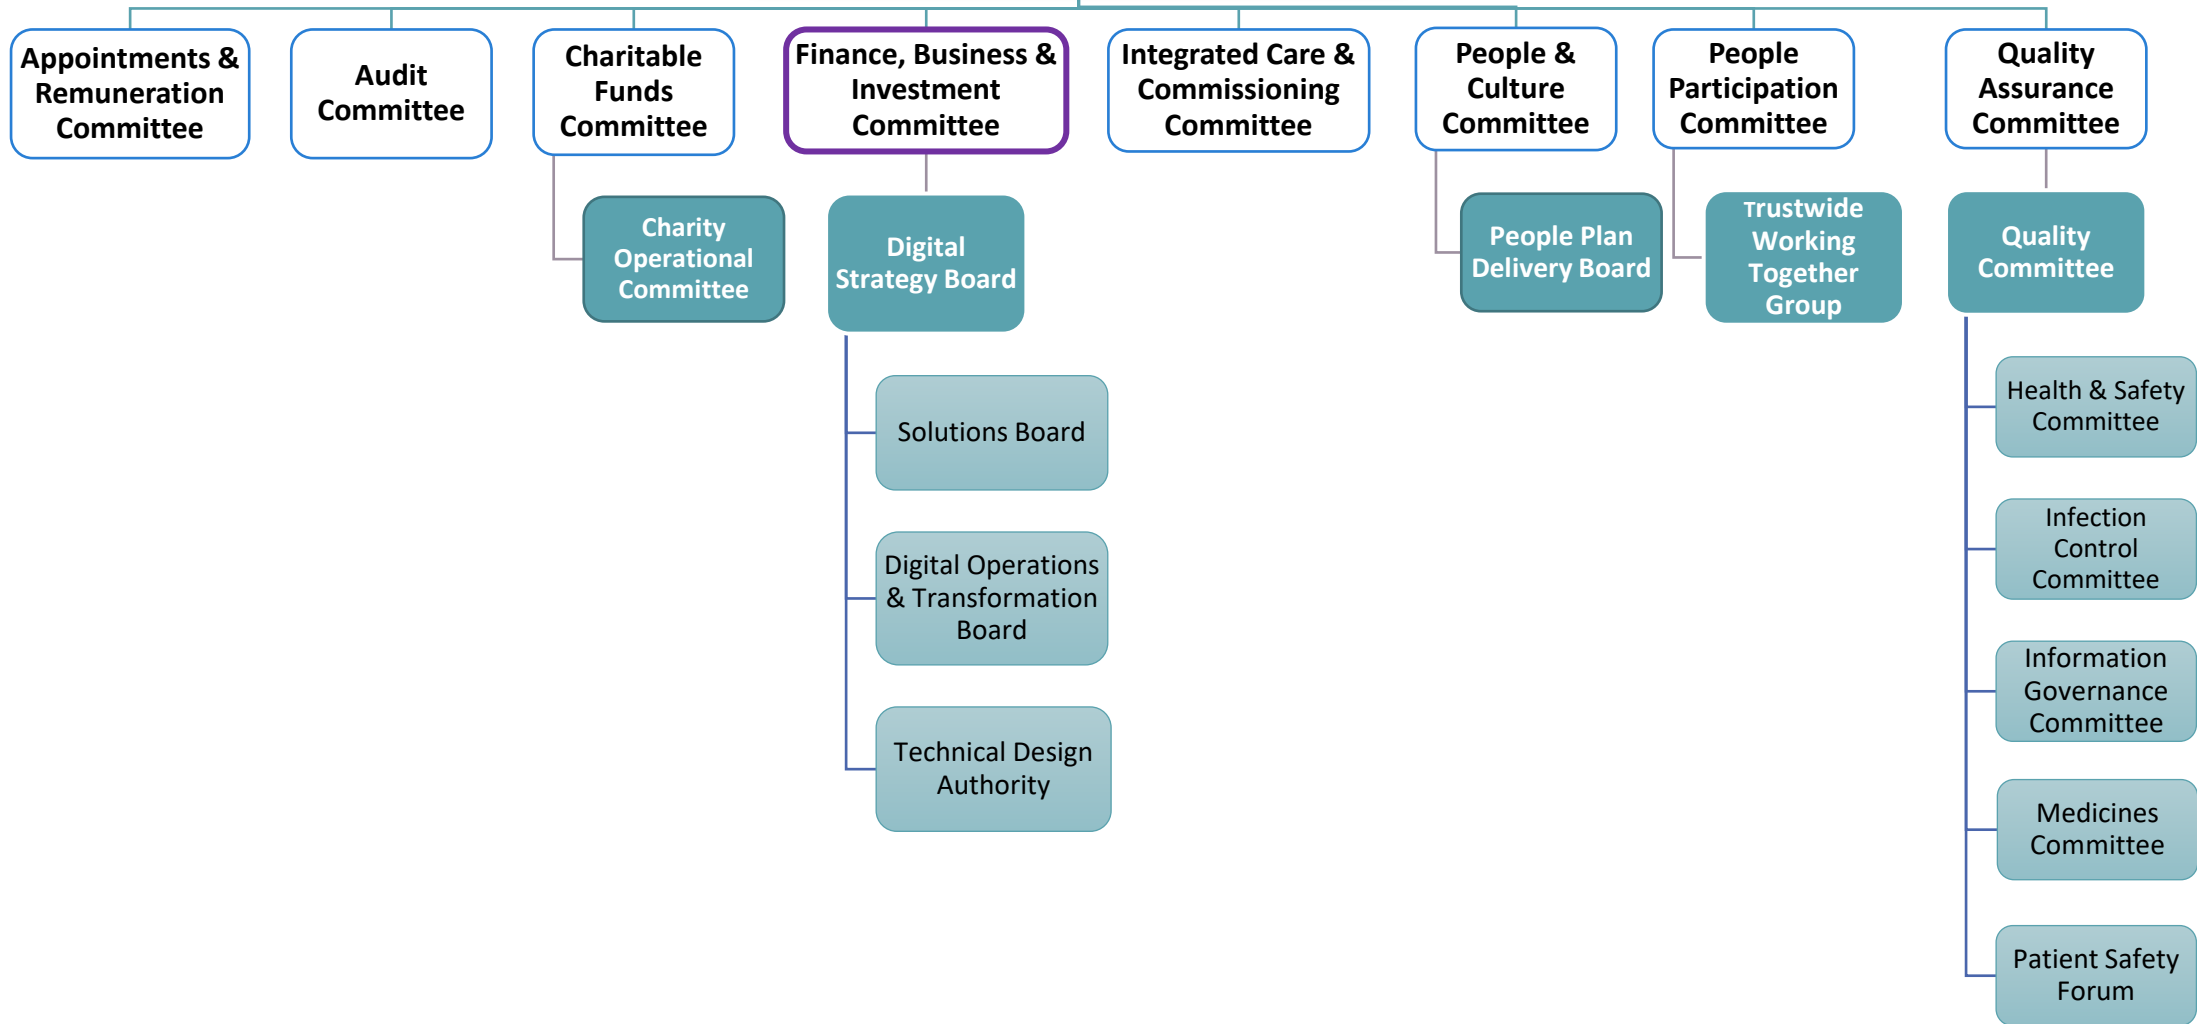 Appointments &
Remuneration
Committee
Audit
Committee
Charitable
Funds
Committee
Finance, Business &
Investment
Committee
Integrated Care &
Commissioning
Committee
People &
Culture
Committee
People
Participation
Committee
Quality
Assurance
Committee
Charity
Operational
Committee
Digital
Strategy Board
People Plan
Delivery Board
Trustwide
Working
Together
Group
Quality
Committee
Solutions Board
Digital Operations
& Transformation
Board
Technical Design
Authority
Health & Safety
Committee
Infection
Control
Committee
Information
Governance
Committee
Medicines
Committee
Patient Safety
Forum